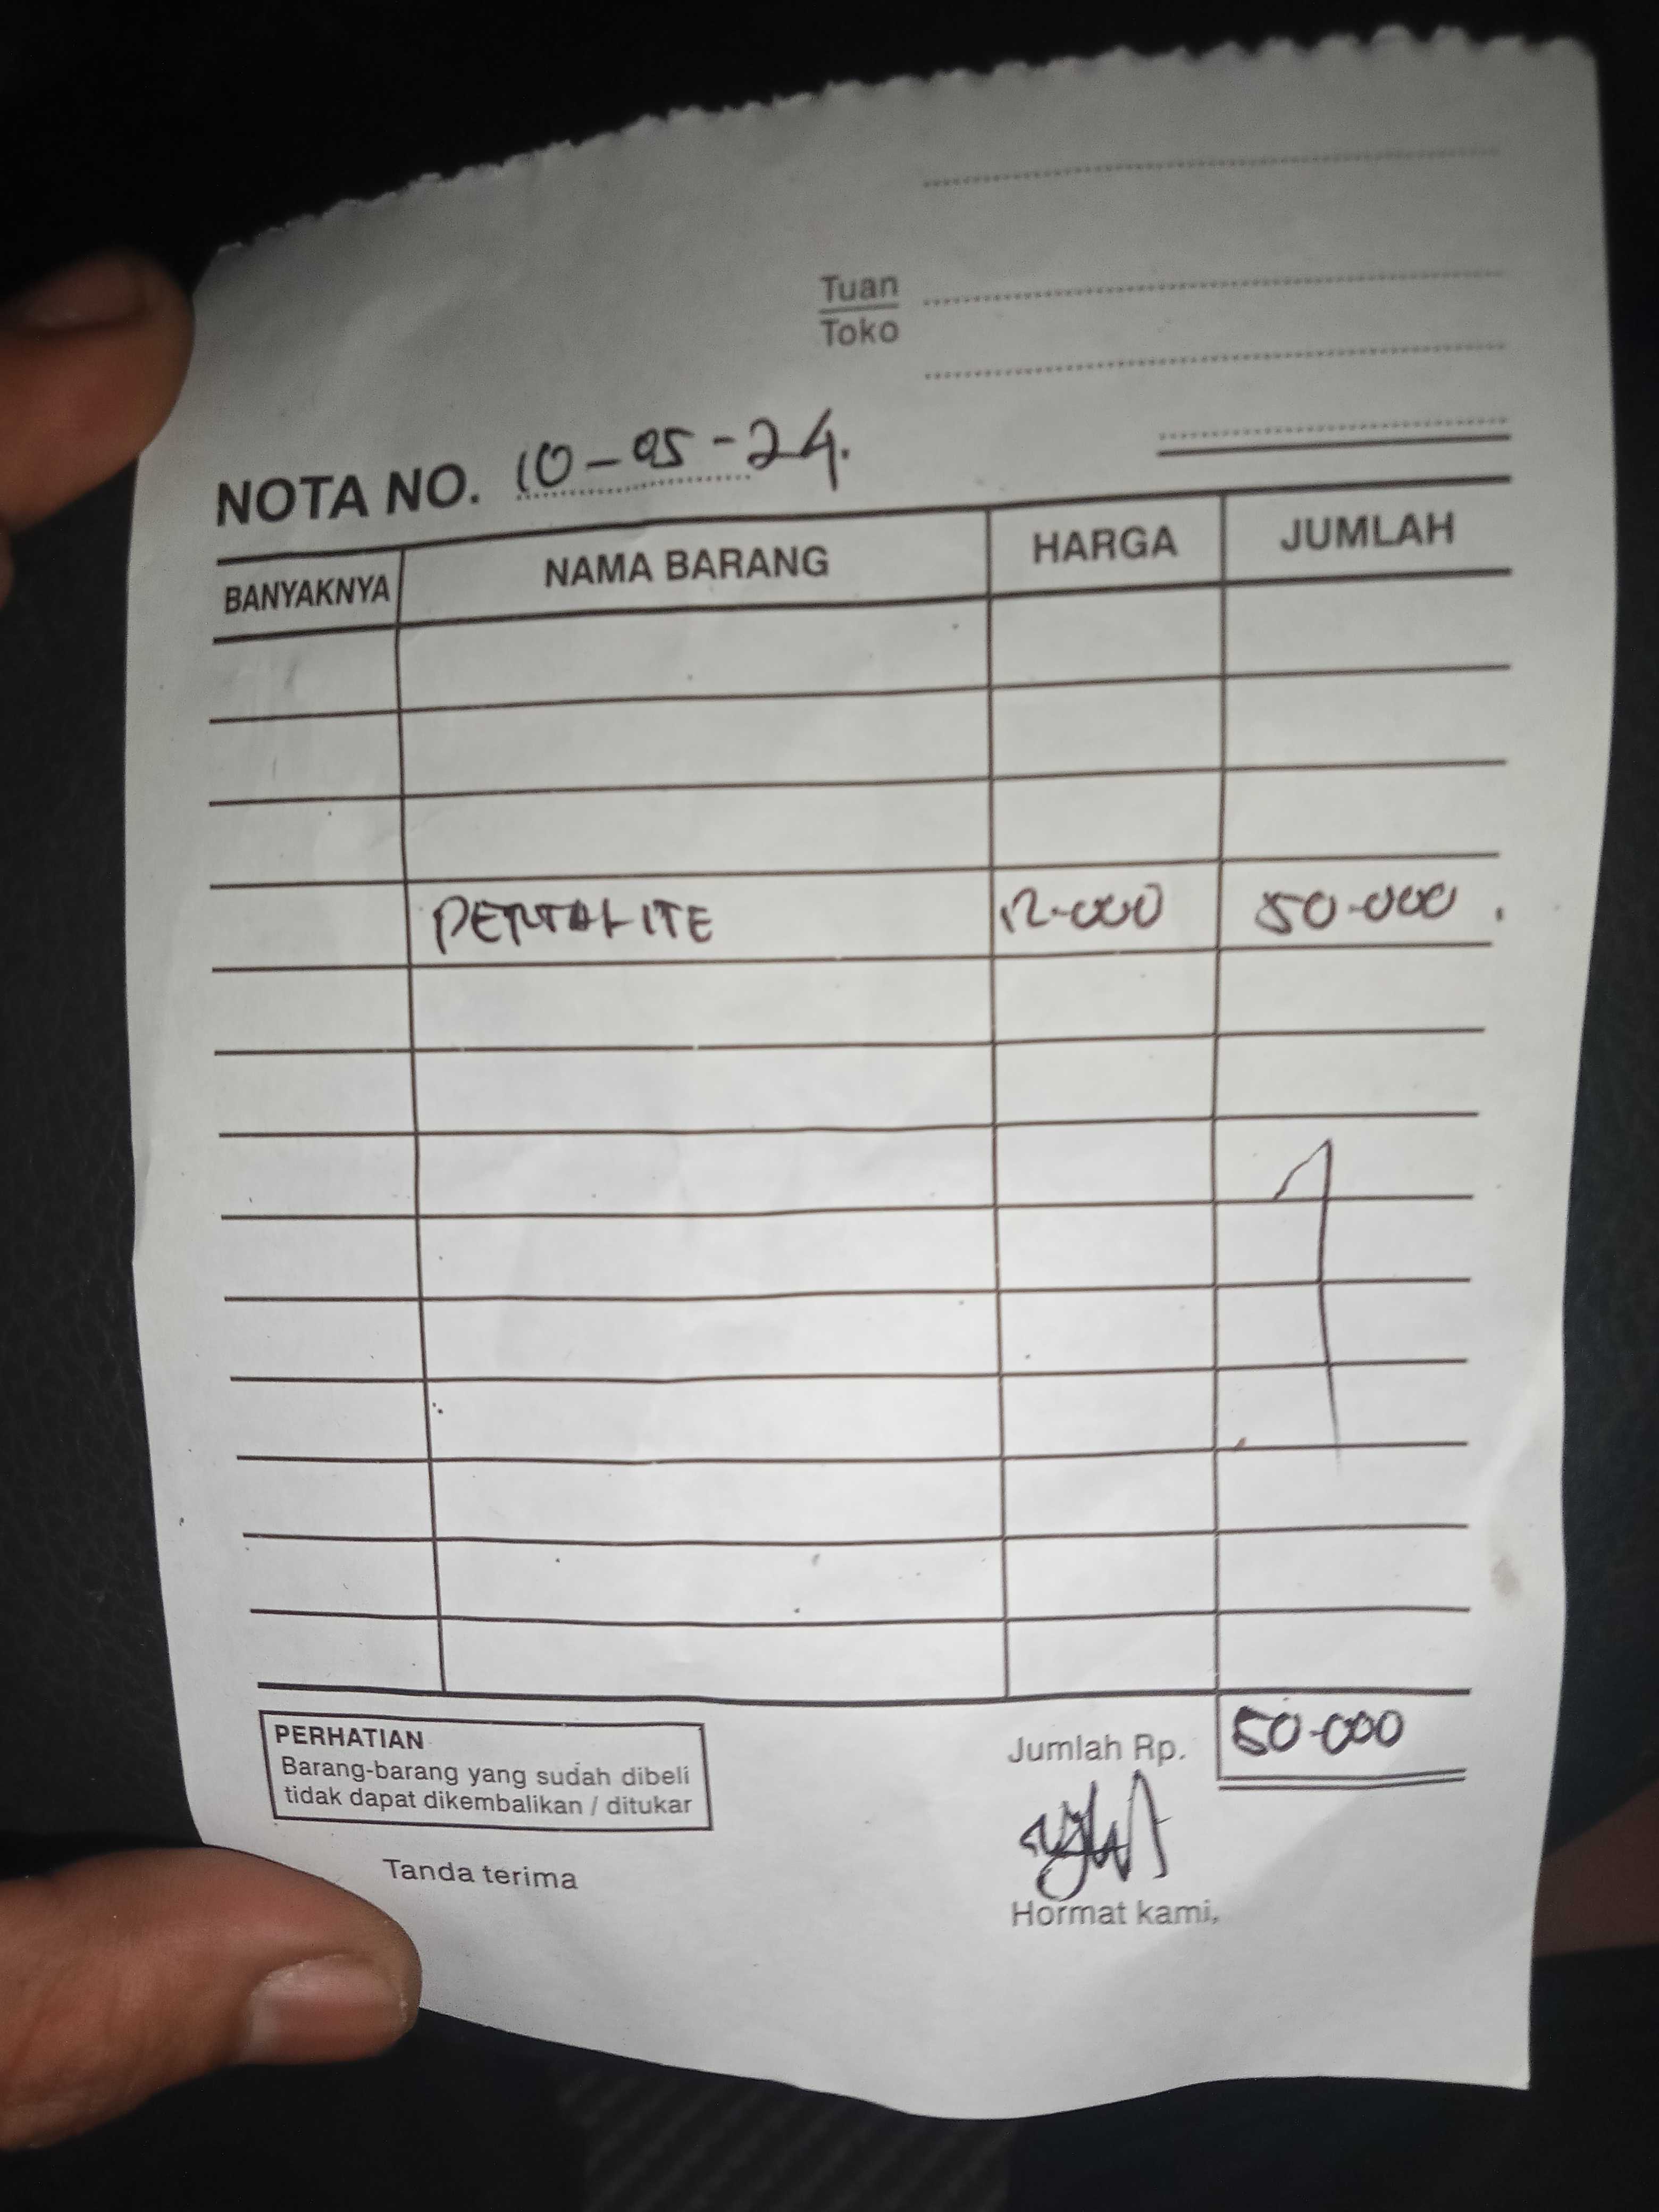 Tuan
Toko
NOTA NO. 10-05-24.
BANYAKNYA NAMA BARANG HARGA JUMLAH
PERTALITE 12.000 50.000.
PERHATIAN
Barang-barang yang sudah dibeli
tidak dapat dikembalikan / ditukar
Jumlah Rp. 50.000
Tanda terima
Hormat kami,